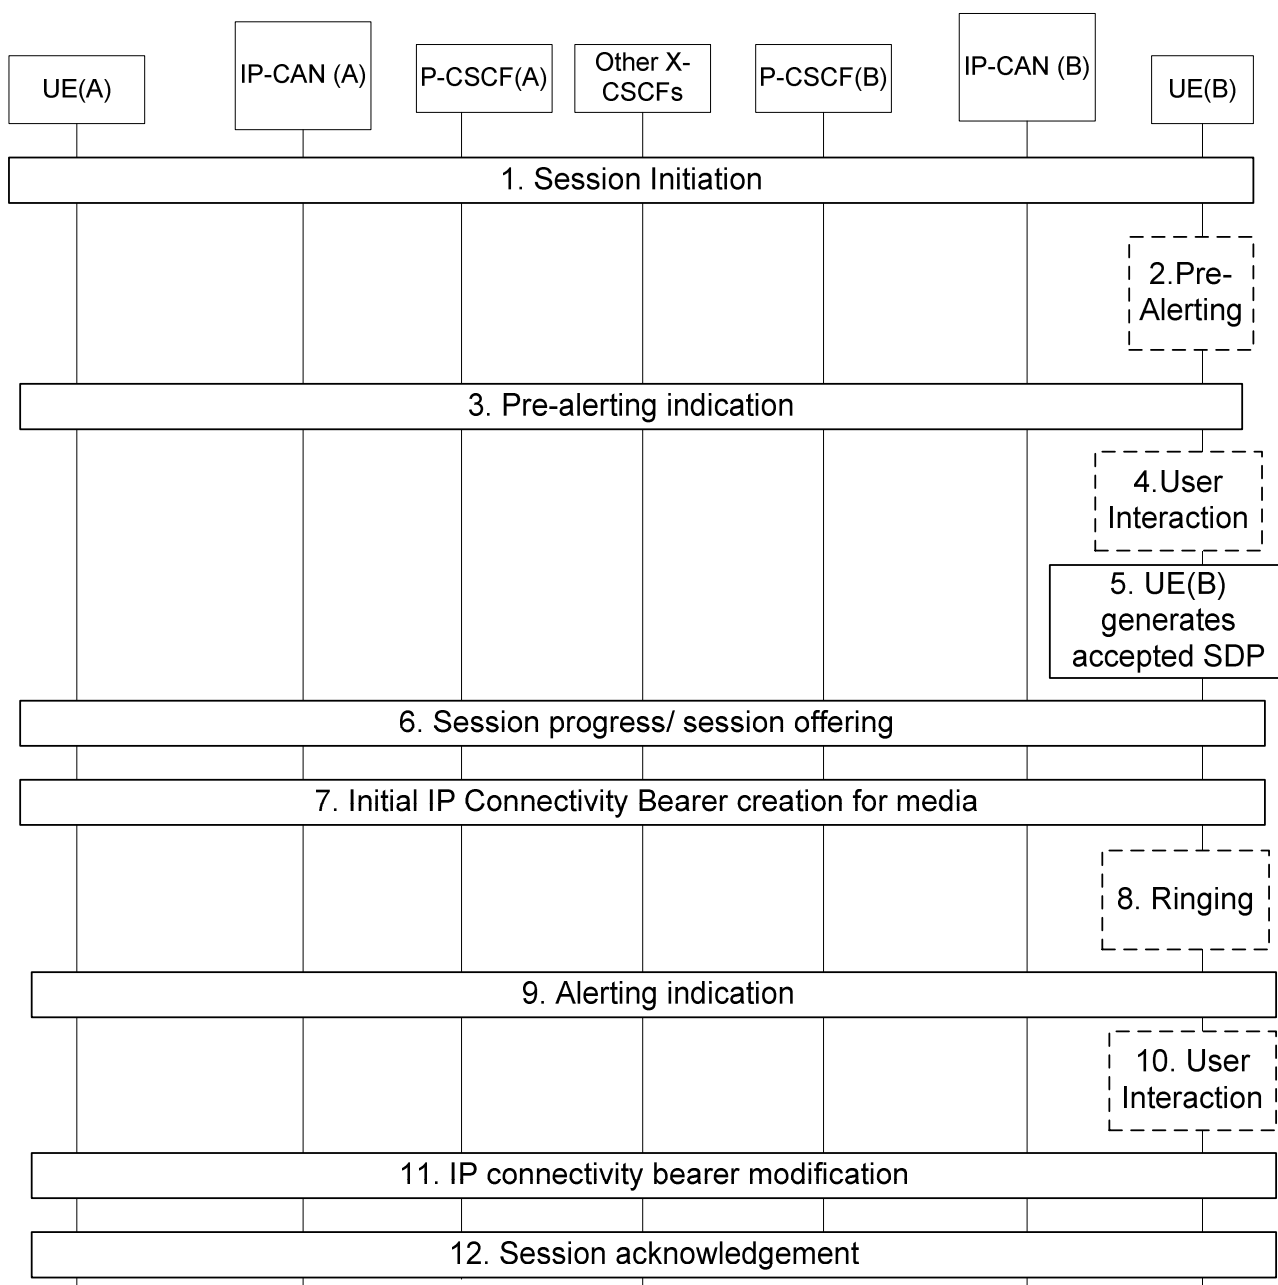 UE(A)
IP-CAN (A)
P-CSCF(A)
Other X-
CSCFs
P-CSCF(B)
IP-CAN (B)
UE(B)
1. Session Initiation
2.Pre-
Alerting
3. Pre-alerting indication
4.User
Interaction
5. UE(B)
generates
accepted SDP
6. Session progress/ session offering
7. Initial IP Connectivity Bearer creation for media
8. Ringing
9. Alerting indication
10. User
Interaction
11. IP connectivity bearer modification
12. Session acknowledgement